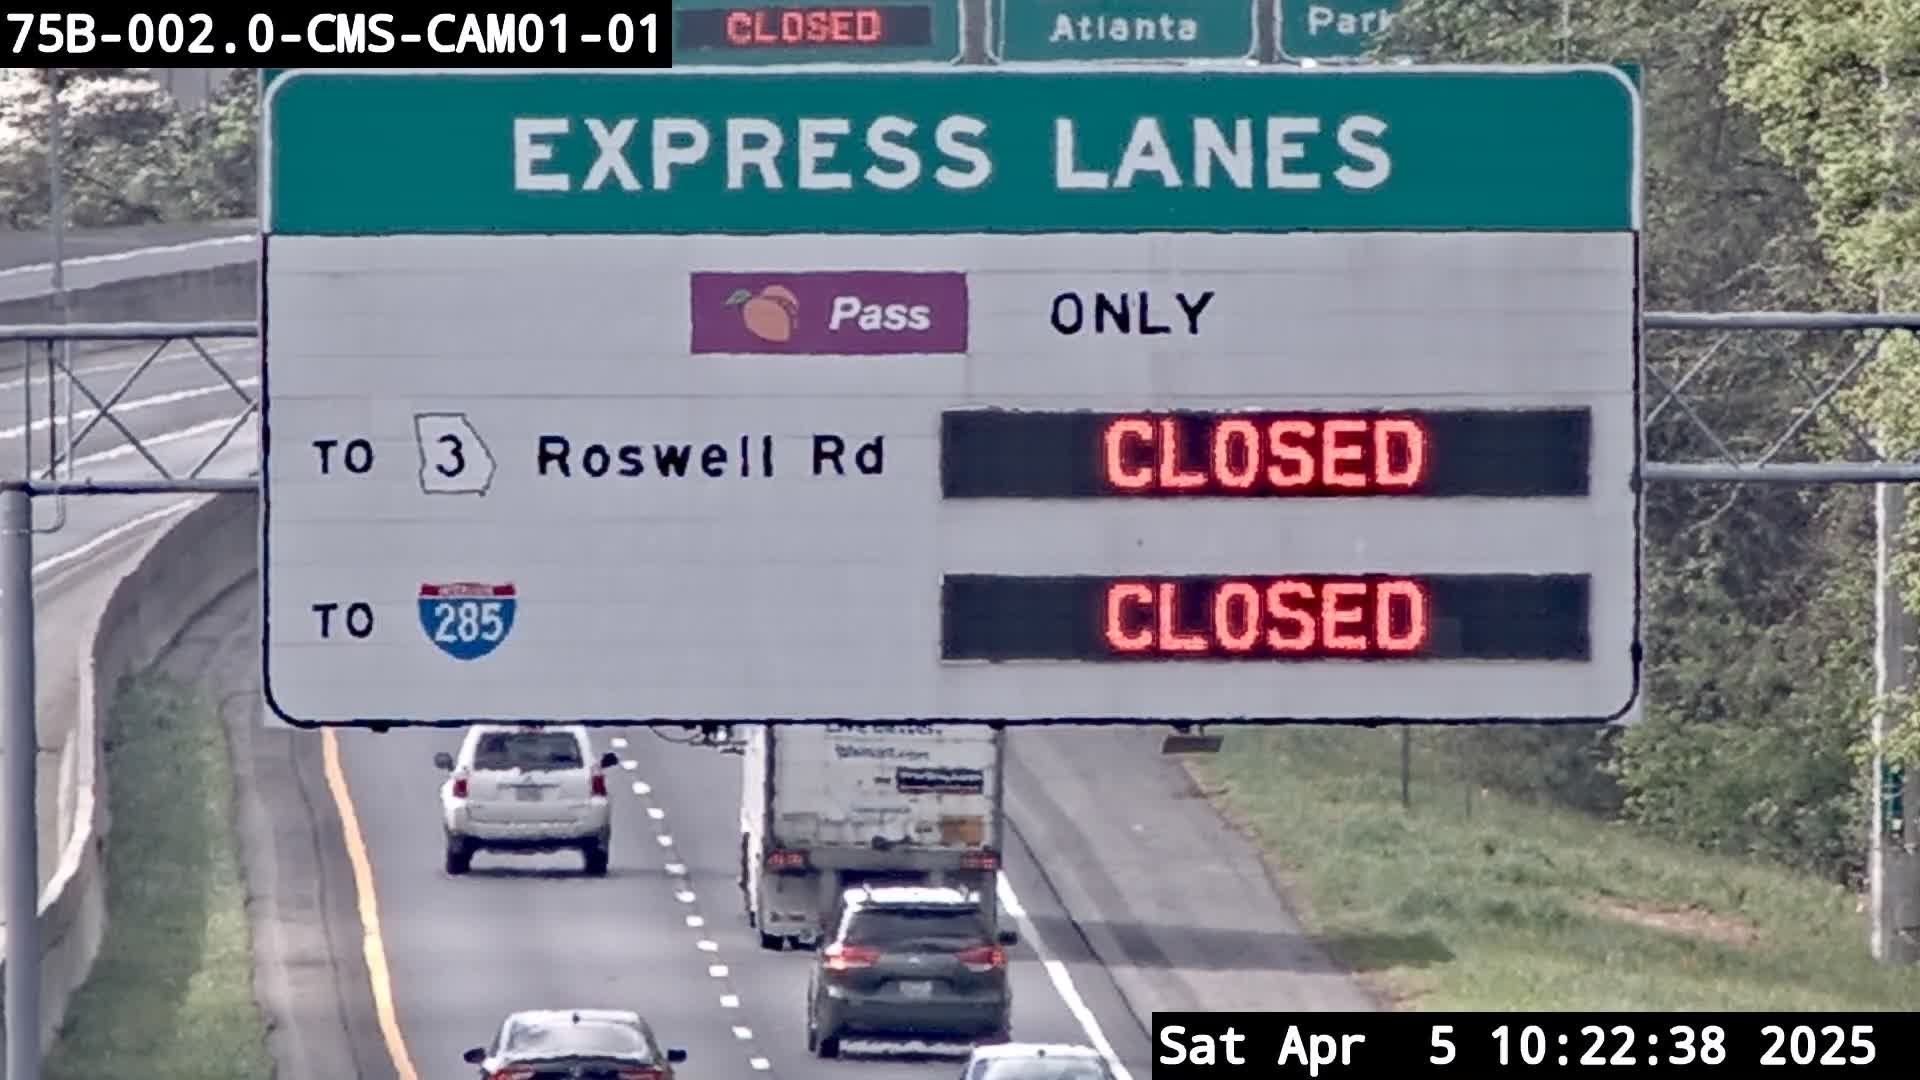 75B-002.0-CMS-CAM01-01
CLOSED
Atlanta
Park
EXPRESS LANES
Pass ONLY
TO 3 Roswell Rd CLOSED
TO INTERSTATE 285 CLOSED
Sat Apr 5 10:22:38 2025